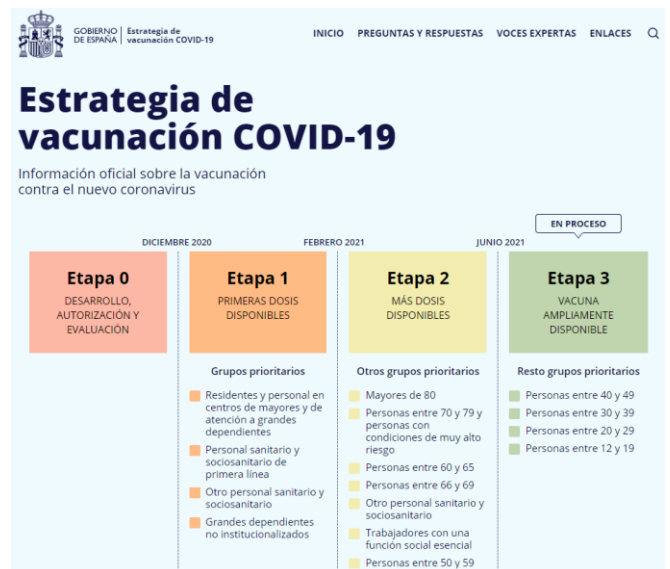 GOBIERNO DE ESPAÑA
Estrategia de vacunación COVID-19
INICIO PREGUNTAS Y RESPUESTAS VOCES EXPERTAS ENLACES
Estrategia de
vacunación COVID-19
Información oficial sobre la vacunación
contra el nuevo coronavirus
EN PROCESO
DICIEMBRE 2020
FEBRERO 2021
JUNIO 2021
Etapa 0
DESARROLLO,
AUTORIZACIÓN Y
EVALUACIÓN
Etapa 1
PRIMERAS DOSIS
DISPONIBLES
Grupos prioritarios
Residentes y personal en
centros de mayores y de
atención a grandes
dependientes
Personal sanitario y
sociosanitario de
primera línea
Otro personal sanitario y
sociosanitario
Grandes dependientes
no institucionalizados
Etapa 2
MÁS DOSIS
DISPONIBLES
Otros grupos prioritarios
Mayores de 80
Personas entre 70 y 79 y
personas con
condiciones de muy alto
riesgo
Personas entre 60 y 65
Personas entre 66 y 69
Otro personal sanitario y
sociosanitario
Trabajadores con una
función social esencial
Personas entre 50 y 59
Etapa 3
VACUNA
AMPLIAMENTE
DISPONIBLE
Resto grupos prioritarios
Personas entre 40 y 49
Personas entre 30 y 39
Personas entre 20 y 29
Personas entre 12 y 19